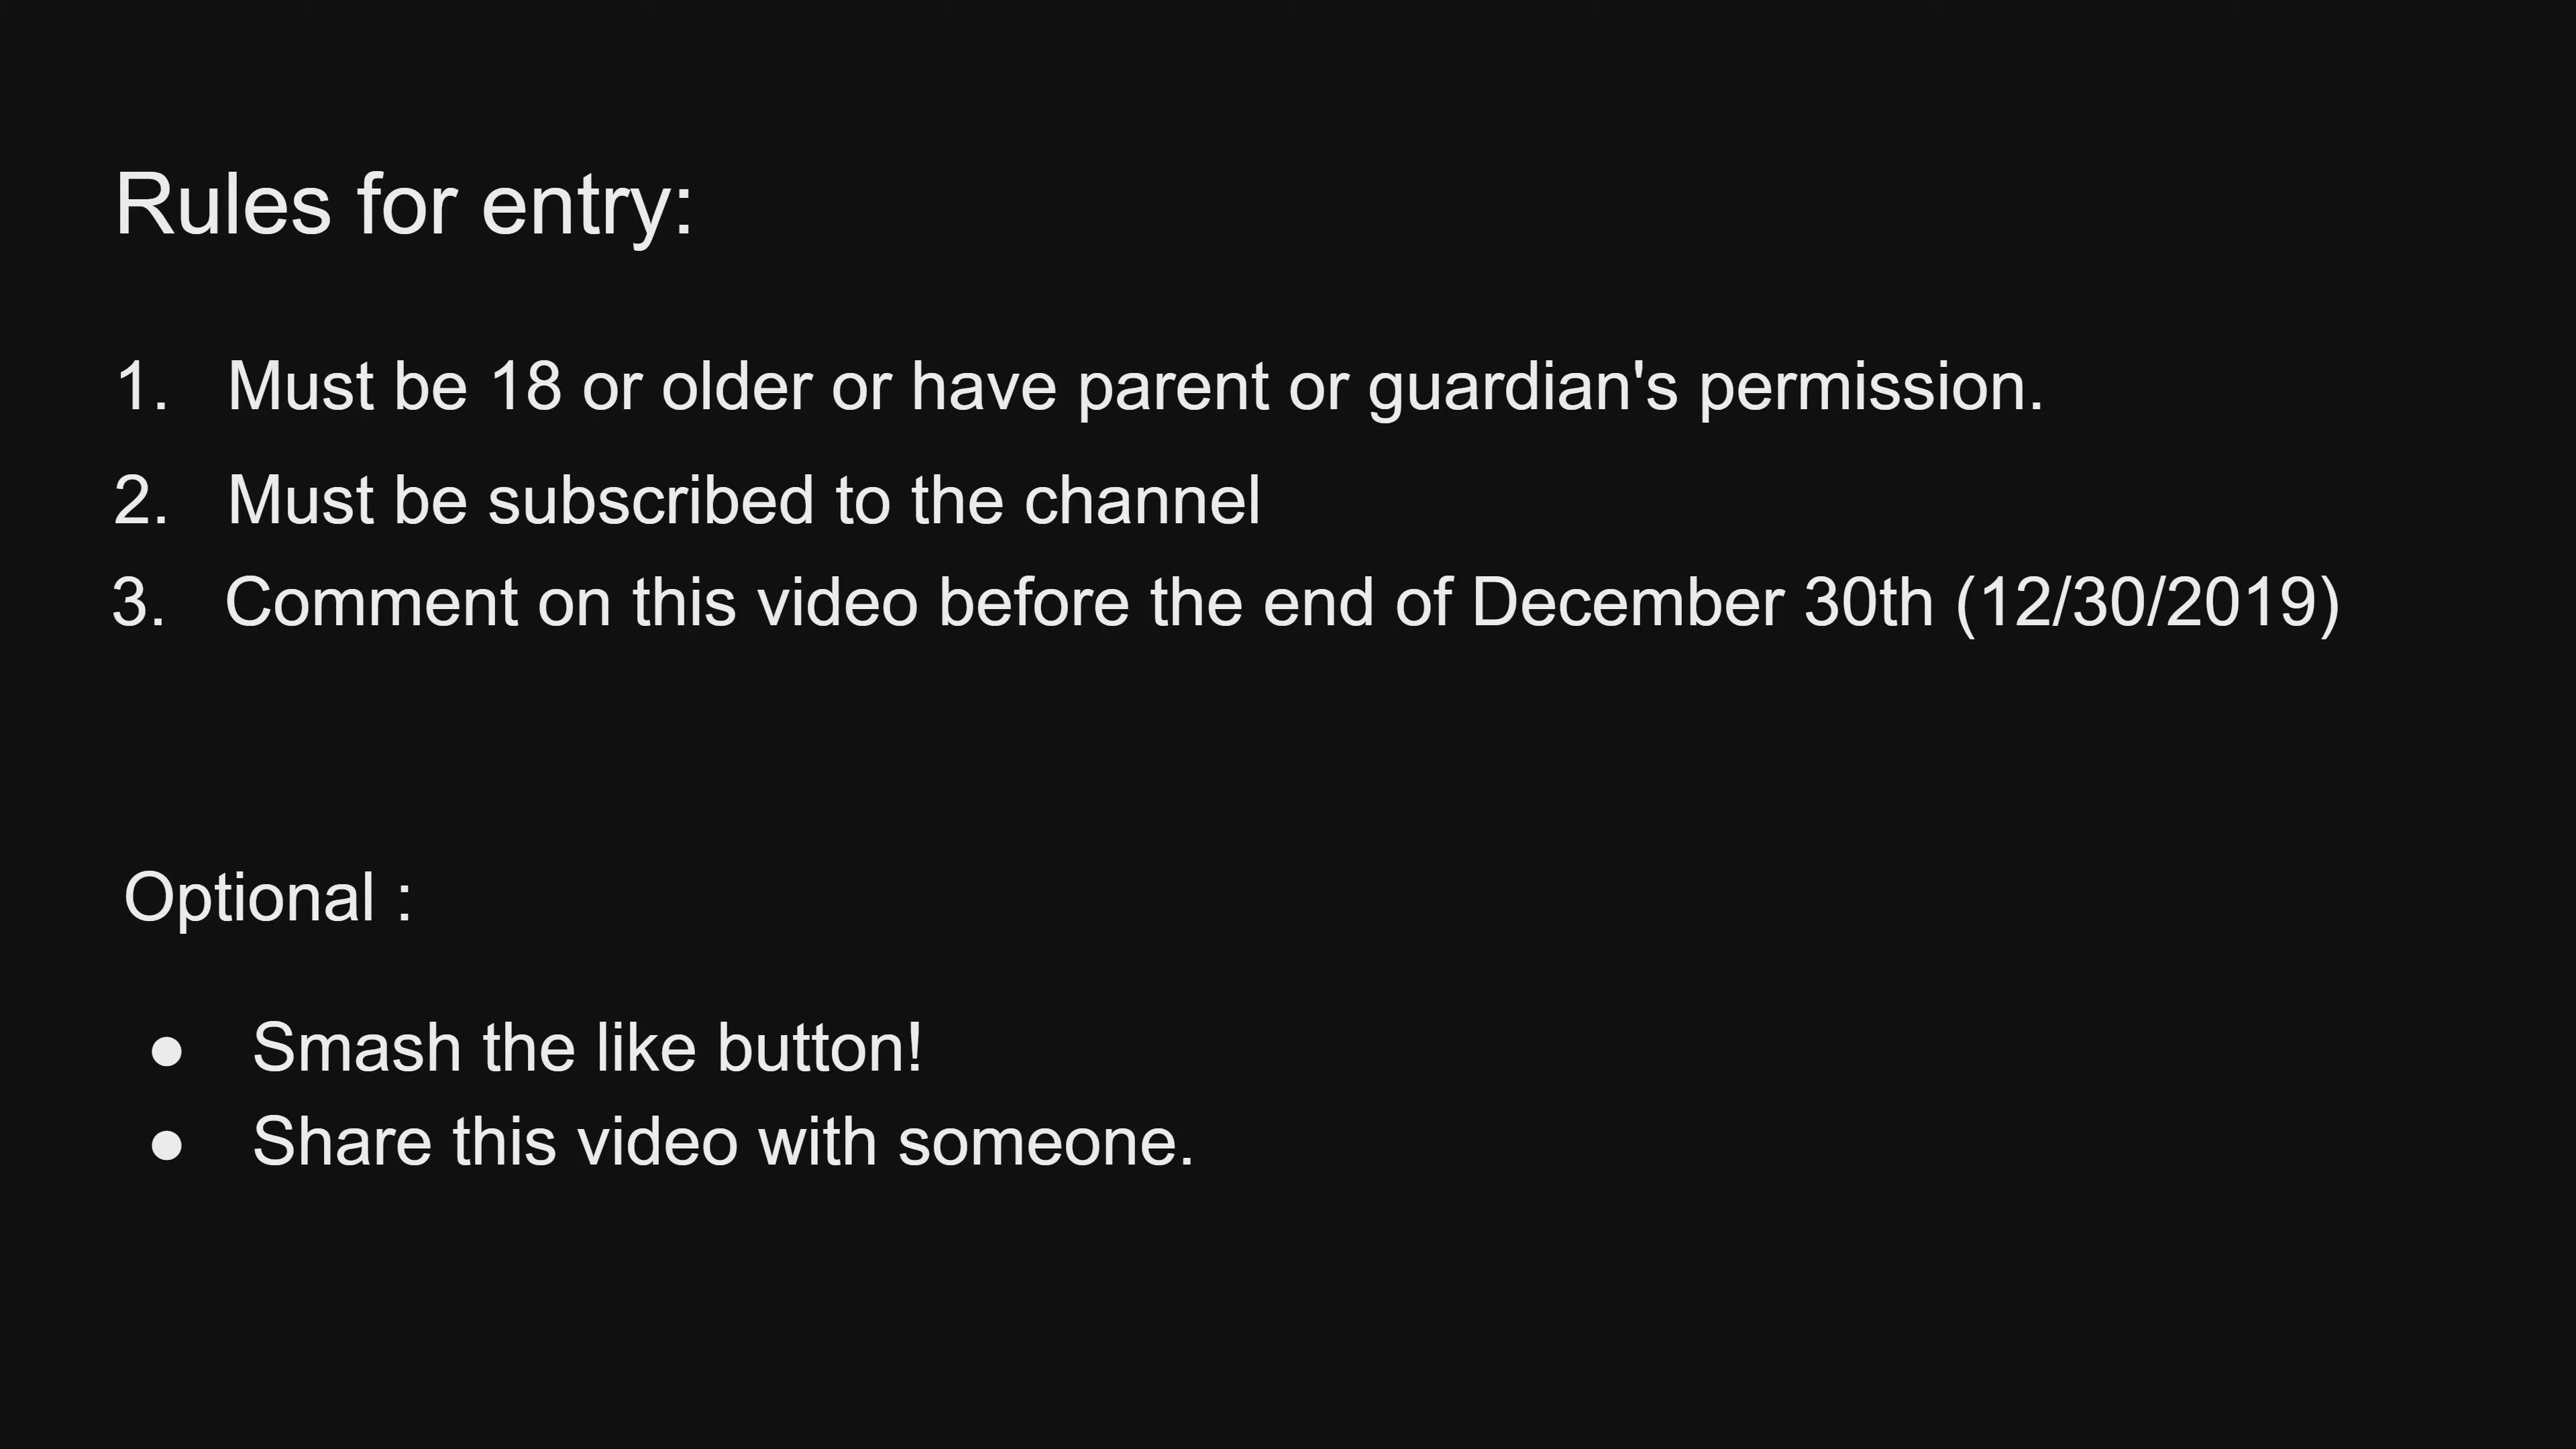 Rules for entry:
1. Must be 18 or older or have parent or guardian's permission.
2. Must be subscribed to the channel
3. Comment on this video before the end of December 30th (12/30/2019)
Optional :
● Smash the like button!
● Share this video with someone.